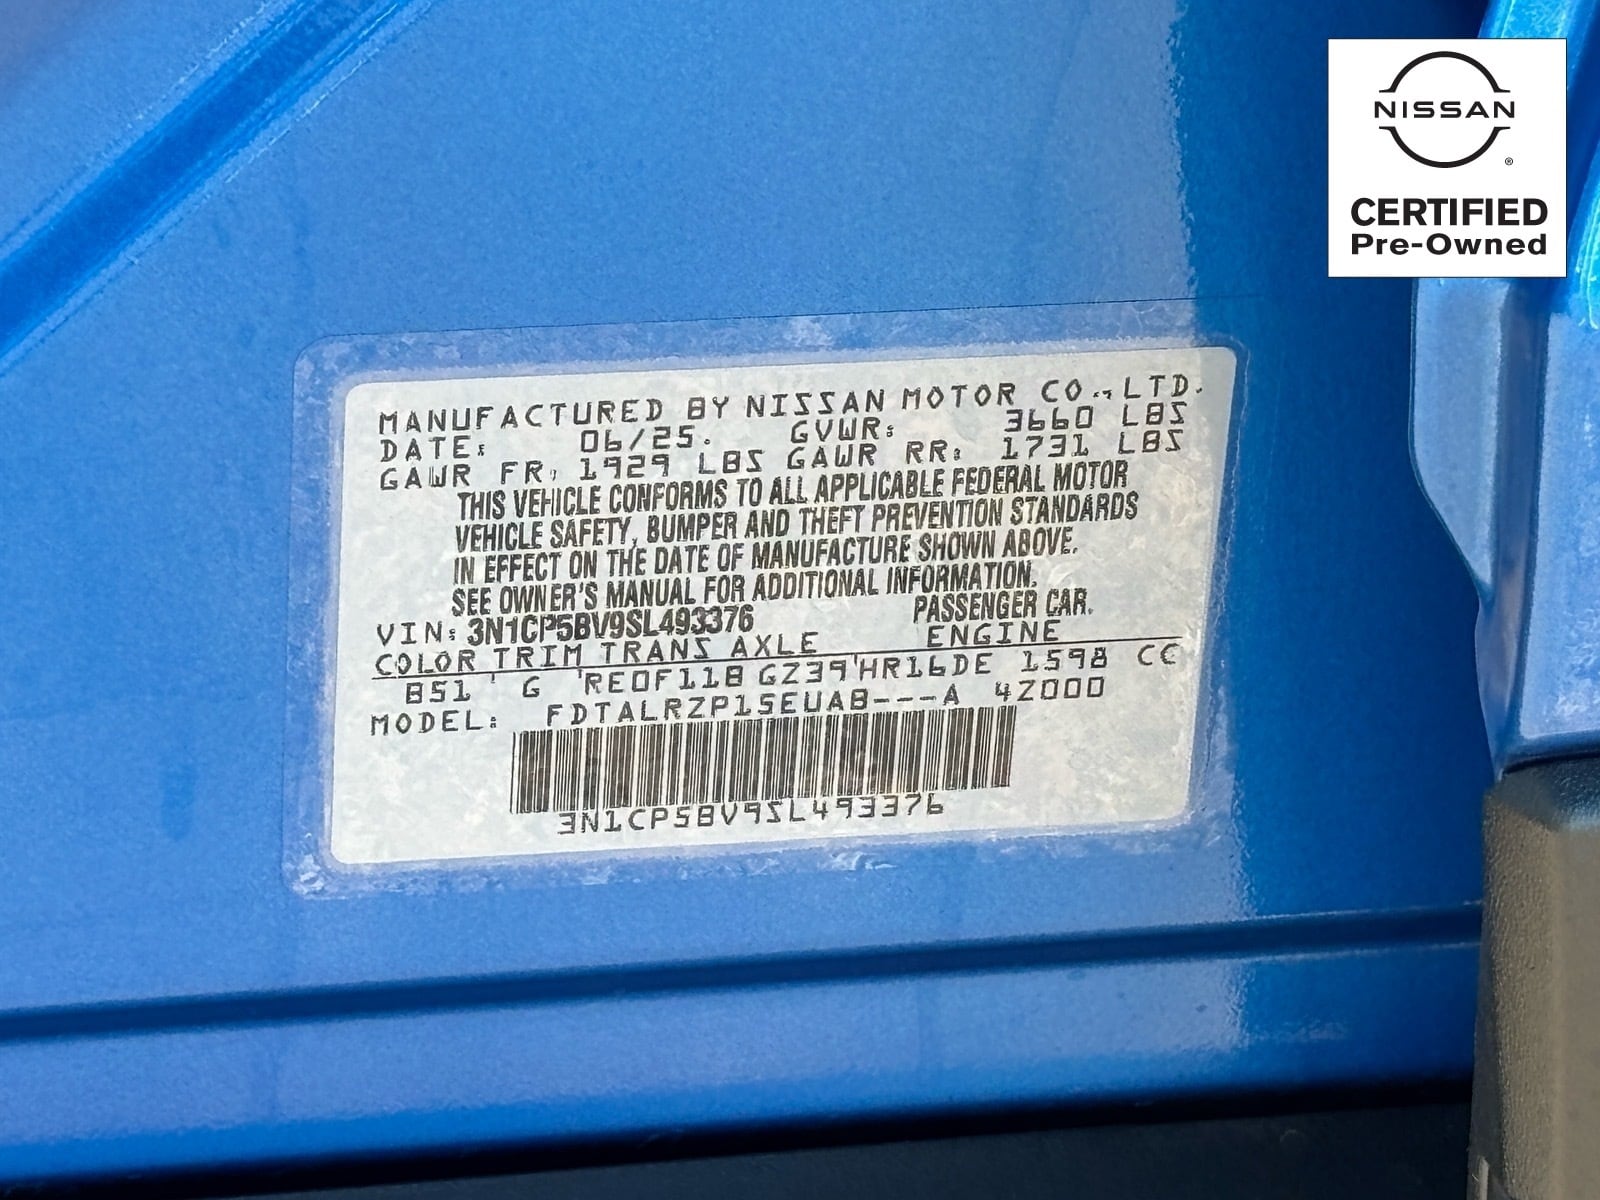 NISSAN
®
CERTIFIED
Pre-Owned
MANUFACTURED BY NISSAN MOTOR CO.,LTD.
DATE: 06/25. GVWR: 3660 LBS
GAWR FR: 1929 LBS GAWR RR: 1731 LBS
THIS VEHICLE CONFORMS TO ALL APPLICABLE FEDERAL MOTOR
VEHICLE SAFETY, BUMPER AND THEFT PREVENTION STANDARDS
IN EFFECT ON THE DATE OF MANUFACTURE SHOWN ABOVE.
SEE OWNER'S MANUAL FOR ADDITIONAL INFORMATION.
VIN: 3N1CP5BV9SL493376 PASSENGER CAR.
COLOR TRIM TRANS AXLE ENGINE
B51 ' G 'RE0F11B GZ39'HR16DE 1598 CC
MODEL: FDTALRZP15EUAB---A 4Z000
3N1CP5BV9SL493376